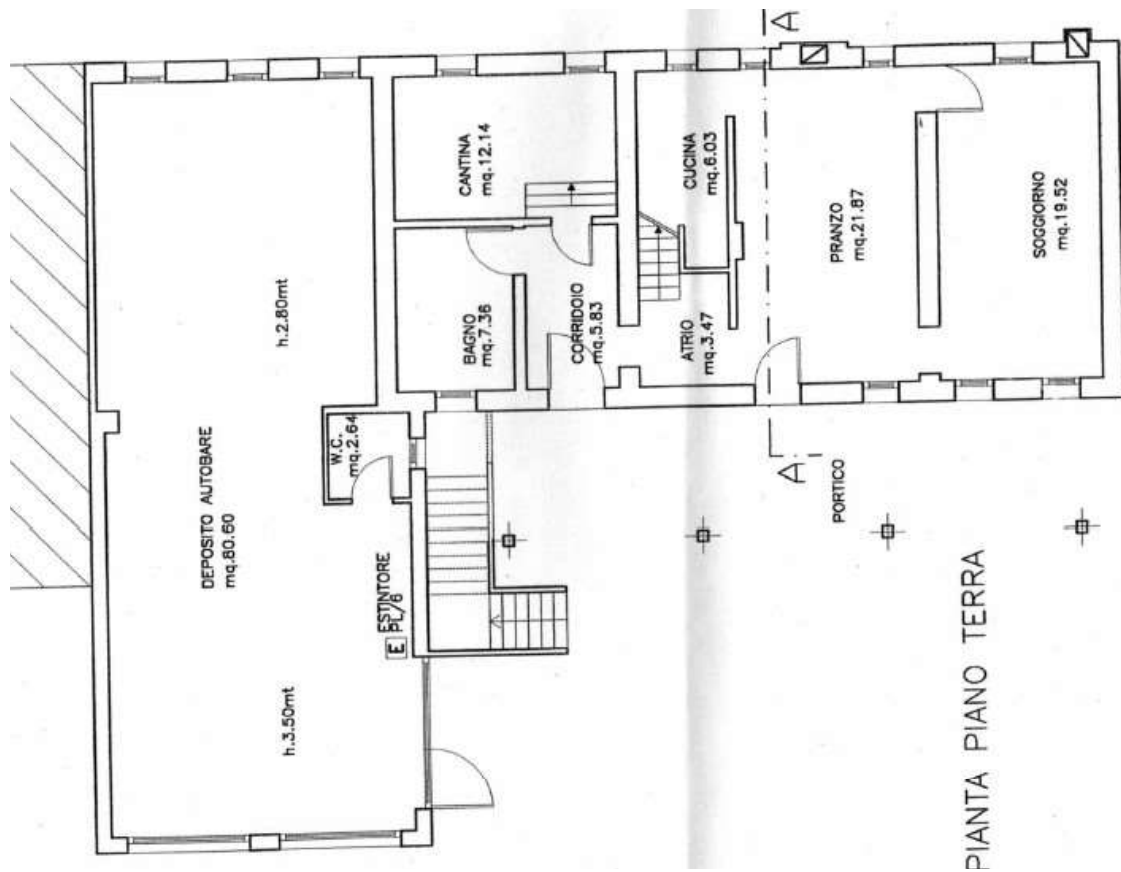 A
CANTINA
mq.12.14
CUCINA
mq.6.03
PRANZO
mq.21.87
SOGGIORNO
mq.19.52
h.2.80mt
BAGNO
mq.7.36
CORRIDOIO
mq.5.83
ATRIO
mq.3.47
W.C.
mq.2.64
DEPOSITO AUTOBARE
mq.80.60
A
PORTICO
ESTINTORE
PL/6
E
h.3.50mt
PIANTA PIANO TERRA